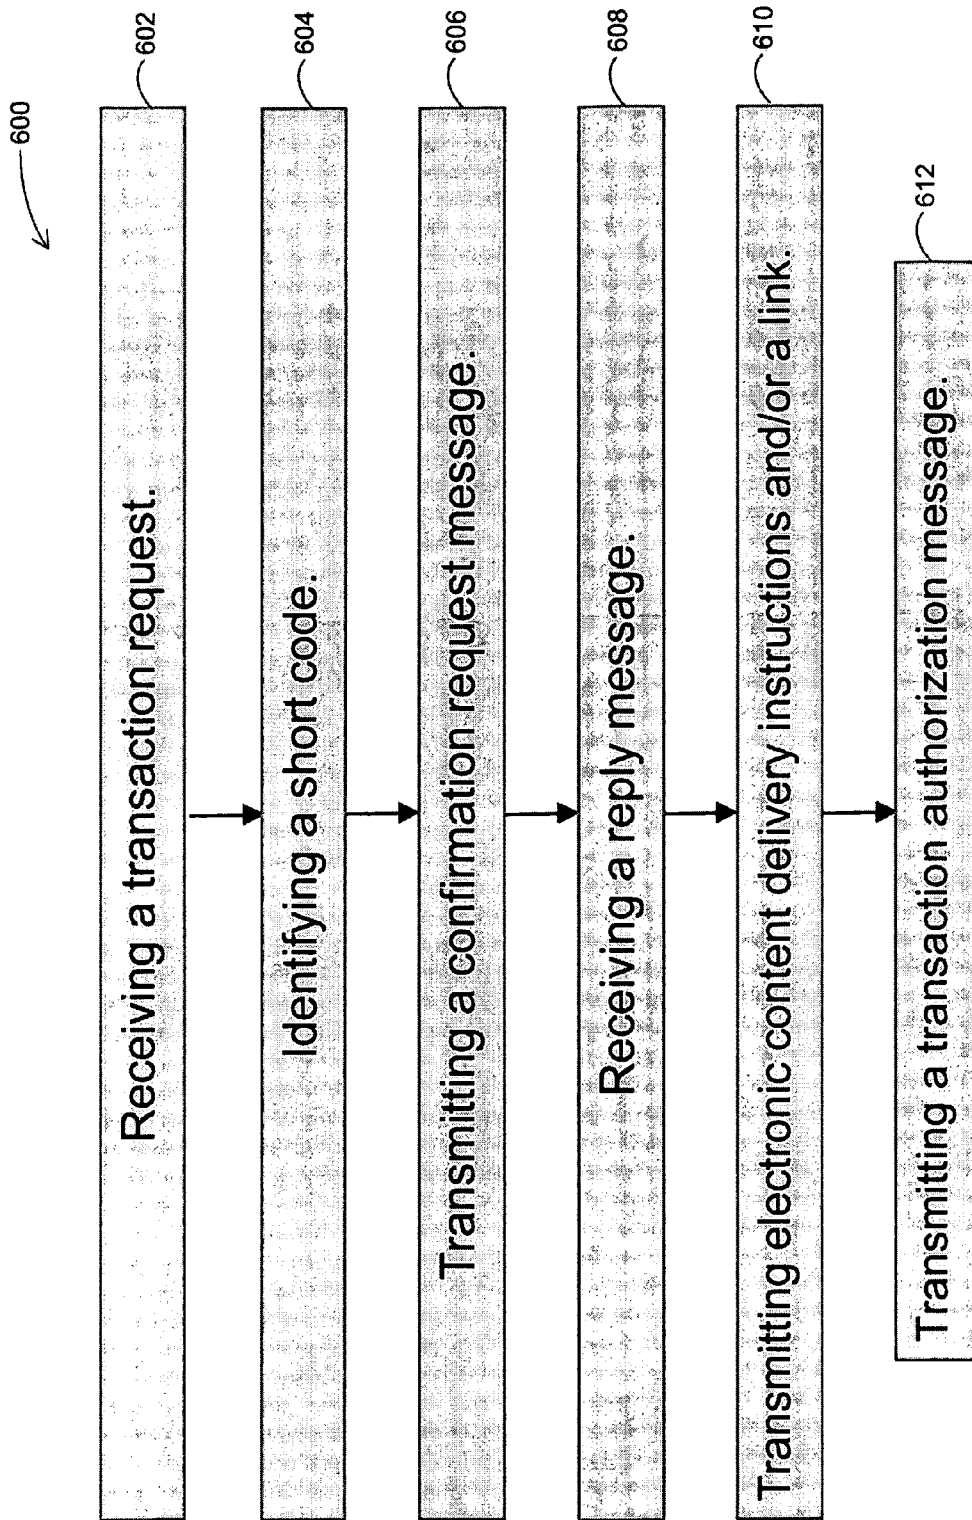 600
Receiving a transaction request.
602
Identifying a short code.
604
Transmitting a confirmation request message.
606
Receiving a reply message.
608
Transmitting electronic content delivery instructions and/or a link.
610
Transmitting a transaction authorization message.
612